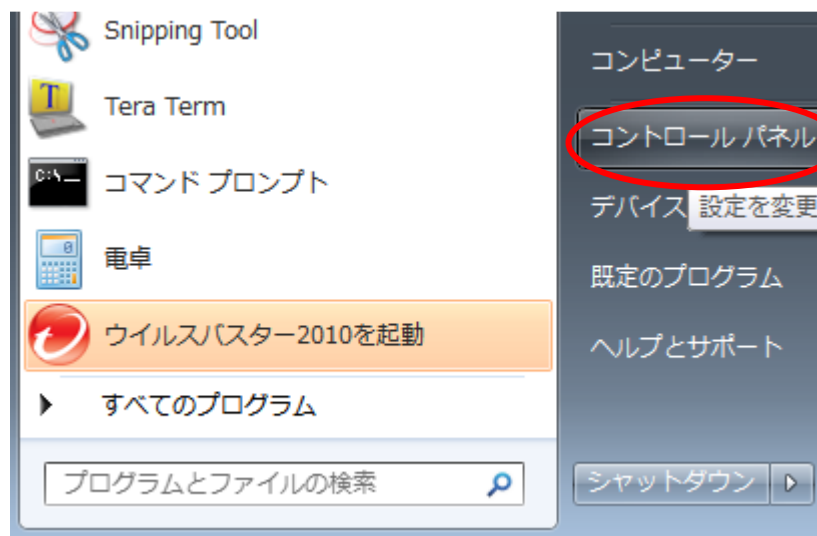 Snipping Tool
Tera Term
コマンド プロンプト
電卓
ウイルスバスター2010を起動
すべてのプログラム
プログラムとファイルの検索
コンピューター
コントロール パネル
デバイス
設定を変更
既定のプログラム
ヘルプとサポート
シャットダウン